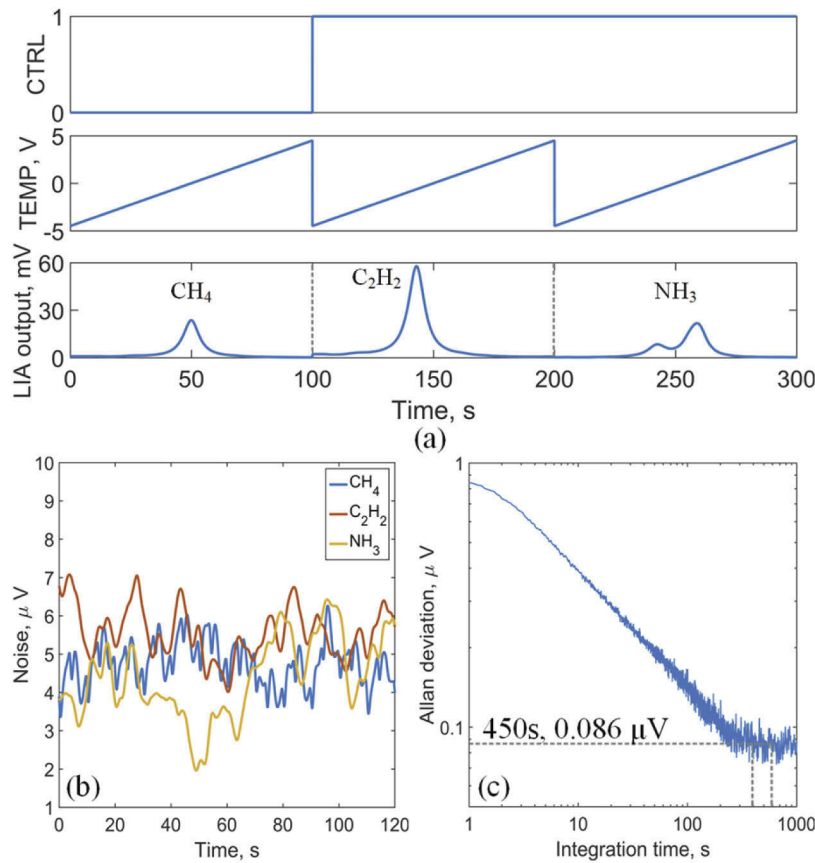 1
CTRL
0
5
TEMP, V
0
-5
60
LIA output, mV
30
0
CH4
C2H2
NH3
0 50 100 150 200 250 300
Time, s
(a)
10
9
8
7
6
5
4
3
2
1
Noise, μ V
CH4
C2H2
NH3
(b)
0 20 40 60 80 100 120
Time, s
1
Allan deviation, μ V
0.1
450s, 0.086 μV
(c)
1 10 100 1000
Integration time, s